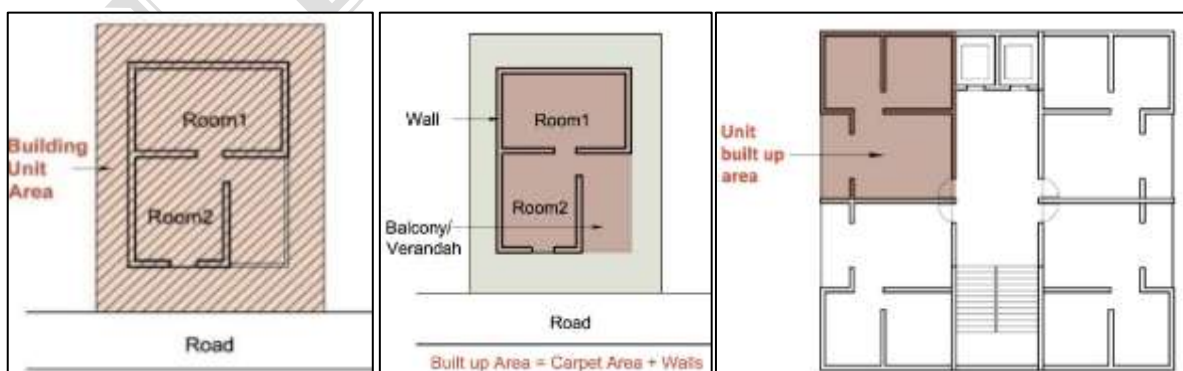 Room1
Building
Unit
Area
Room2
Road
Wall
Room1
Room2
Balcony/
Verandah
Road
Built up Area = Carpet Area + Walls
Unit
built up
area